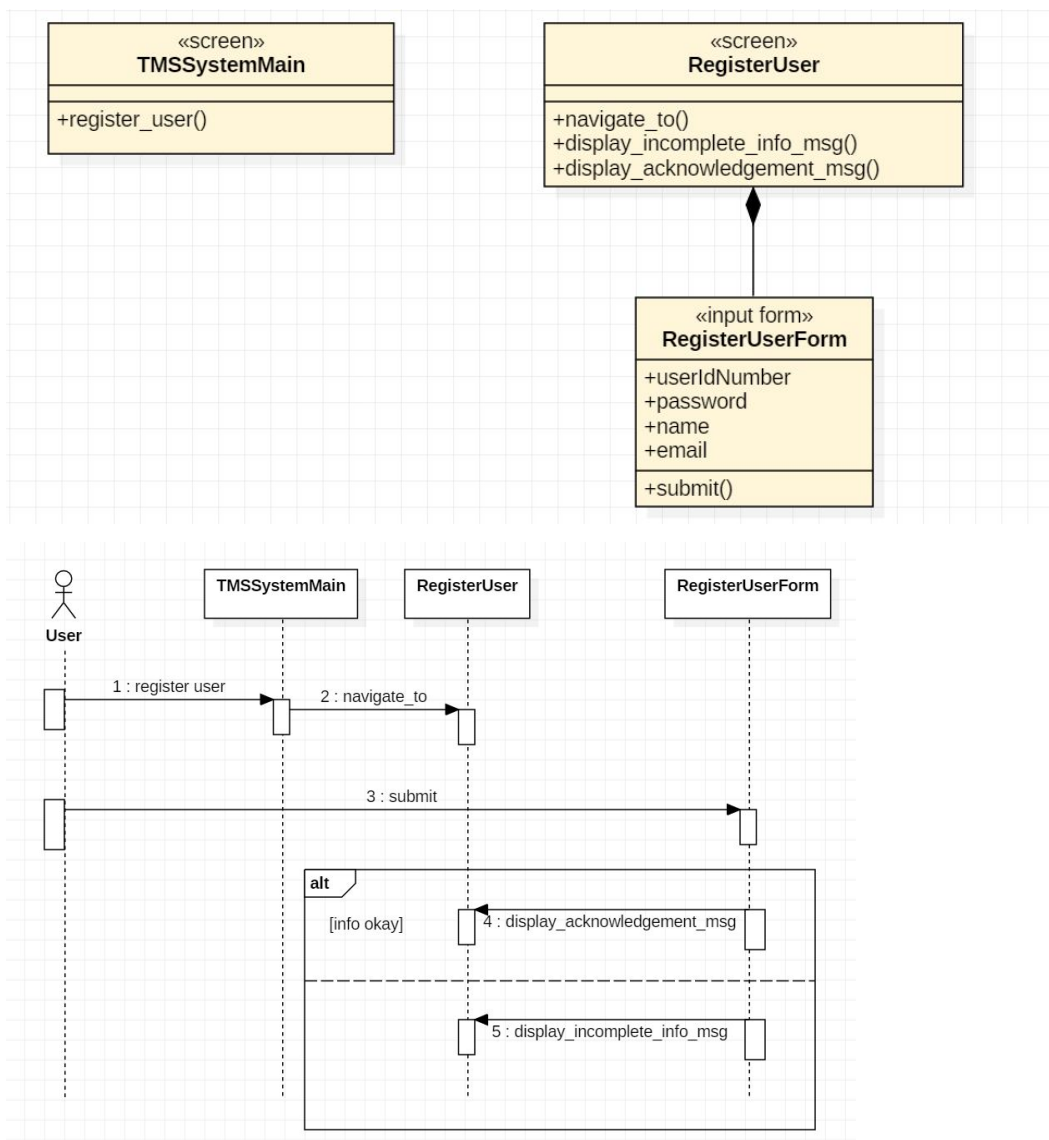 «screen»
TMSSystemMain
+register_user()
«screen»
RegisterUser
+navigate_to()
+display_incomplete_info_msg()
+display_acknowledgement_msg()
«input form»
RegisterUserForm
+userIdNumber
+password
+name
+email
+submit()
User
TMSSystemMain
RegisterUser
RegisterUserForm
1 : register user
2 : navigate_to
3 : submit
alt
[info okay]
4 : display_acknowledgement_msg
5 : display_incomplete_info_msg